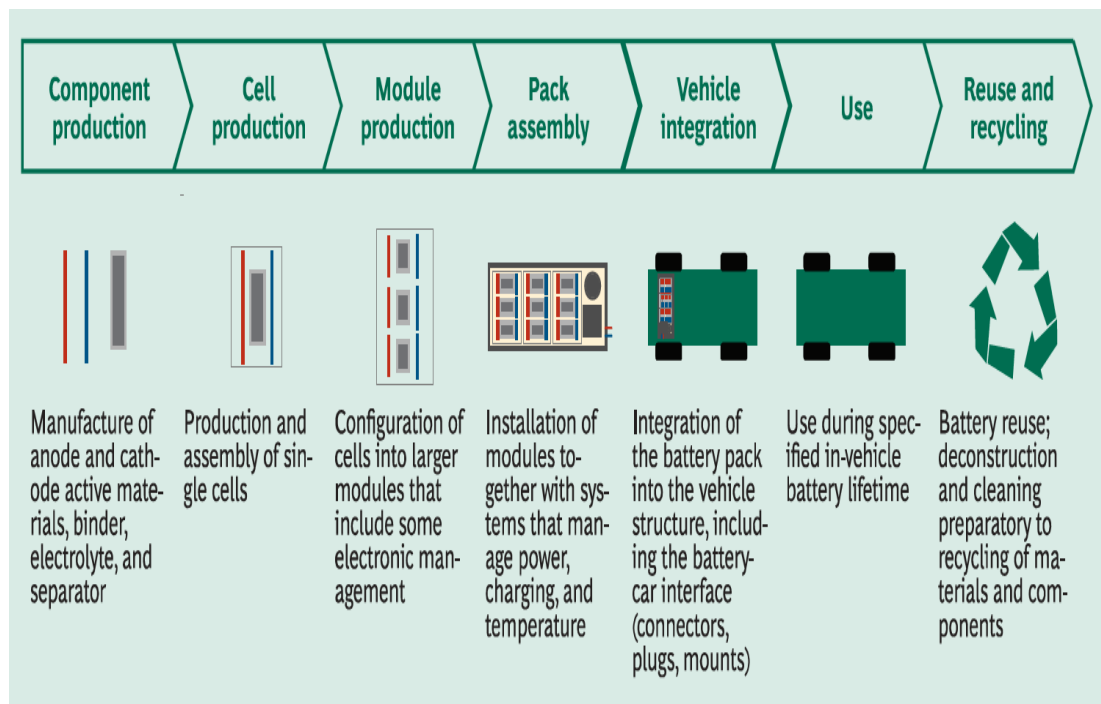 Component
production
Cell
production
Module
production
Pack
assembly
Vehicle
integration
Use
Reuse and
recycling
Manufacture of
anode and cath-
ode active mate-
rials, binder,
electrolyte, and
separator
Production and
assembly of sin-
gle cells
Configuration of
cells into larger
modules that
include some
electronic man-
agement
Installation of
modules to-
gether with sys-
tems that man-
age power,
charging, and
temperature
Integration of
the battery pack
into the vehicle
structure, includ-
ing the battery-
car interface
(connectors,
plugs, mounts)
Use during spec-
ified in-vehicle
battery lifetime
Battery reuse;
deconstruction
and cleaning
preparatory to
recycling of ma-
terials and com-
ponents